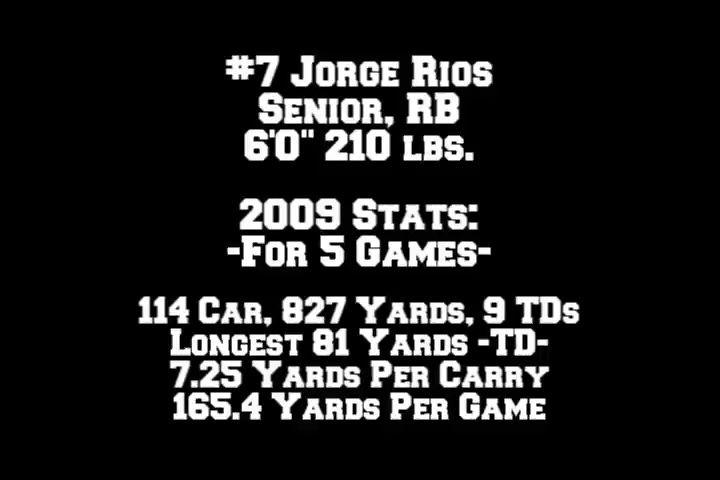 #7 Jorge Rios
Senior, RB
6'0" 210 lbs.
2009 Stats:
-For 5 Games-
114 Car, 827 Yards, 9 TDs
Longest 81 Yards -TD-
7.25 Yards Per Carry
165.4 Yards Per Game